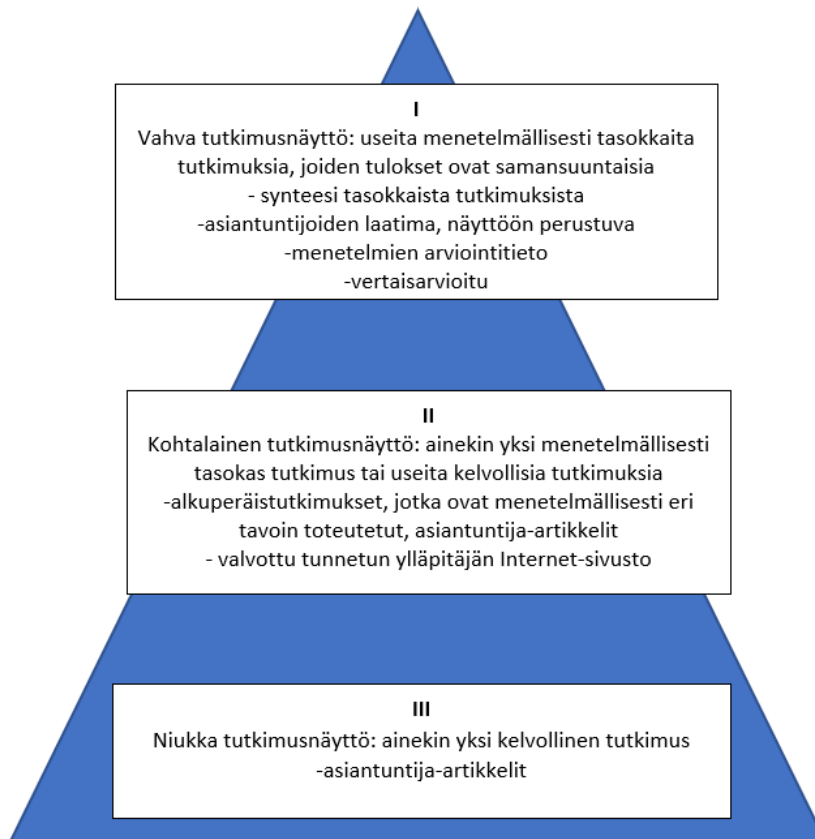 I
Vahva tutkimusnäyttö: useita menetelmällisesti tasokkaita
tutkimuksia, joiden tulokset ovat samansuuntaisia
- synteesi tasokkaista tutkimuksista
-asiantuntijoiden laatima, näyttöön perustuva
-menetelmien arviointitieto
-vertaisarvioitu
II
Kohtalainen tutkimusnäyttö: ainekin yksi menetelmällisesti
tasokas tutkimus tai useita kelvollisia tutkimuksia
-alkuperäistutkimukset, jotka ovat menetelmällisesti eri
tavoin toteutetut, asiantuntija-artikkelit
- valvottu tunnetun ylläpitäjän Internet-sivusto
III
Niukka tutkimusnäyttö: ainekin yksi kelvollinen tutkimus
-asiantuntija-artikkelit